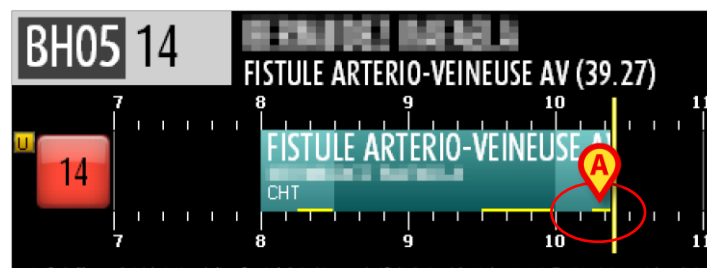 BH05 14
FISTULE ARTERIO-VEINEUSE AV (39.27)
7 8 9 10 11
U
14
FISTULE ARTERIO-VEINEUSE A
A
CHT
7 8 9 10 11